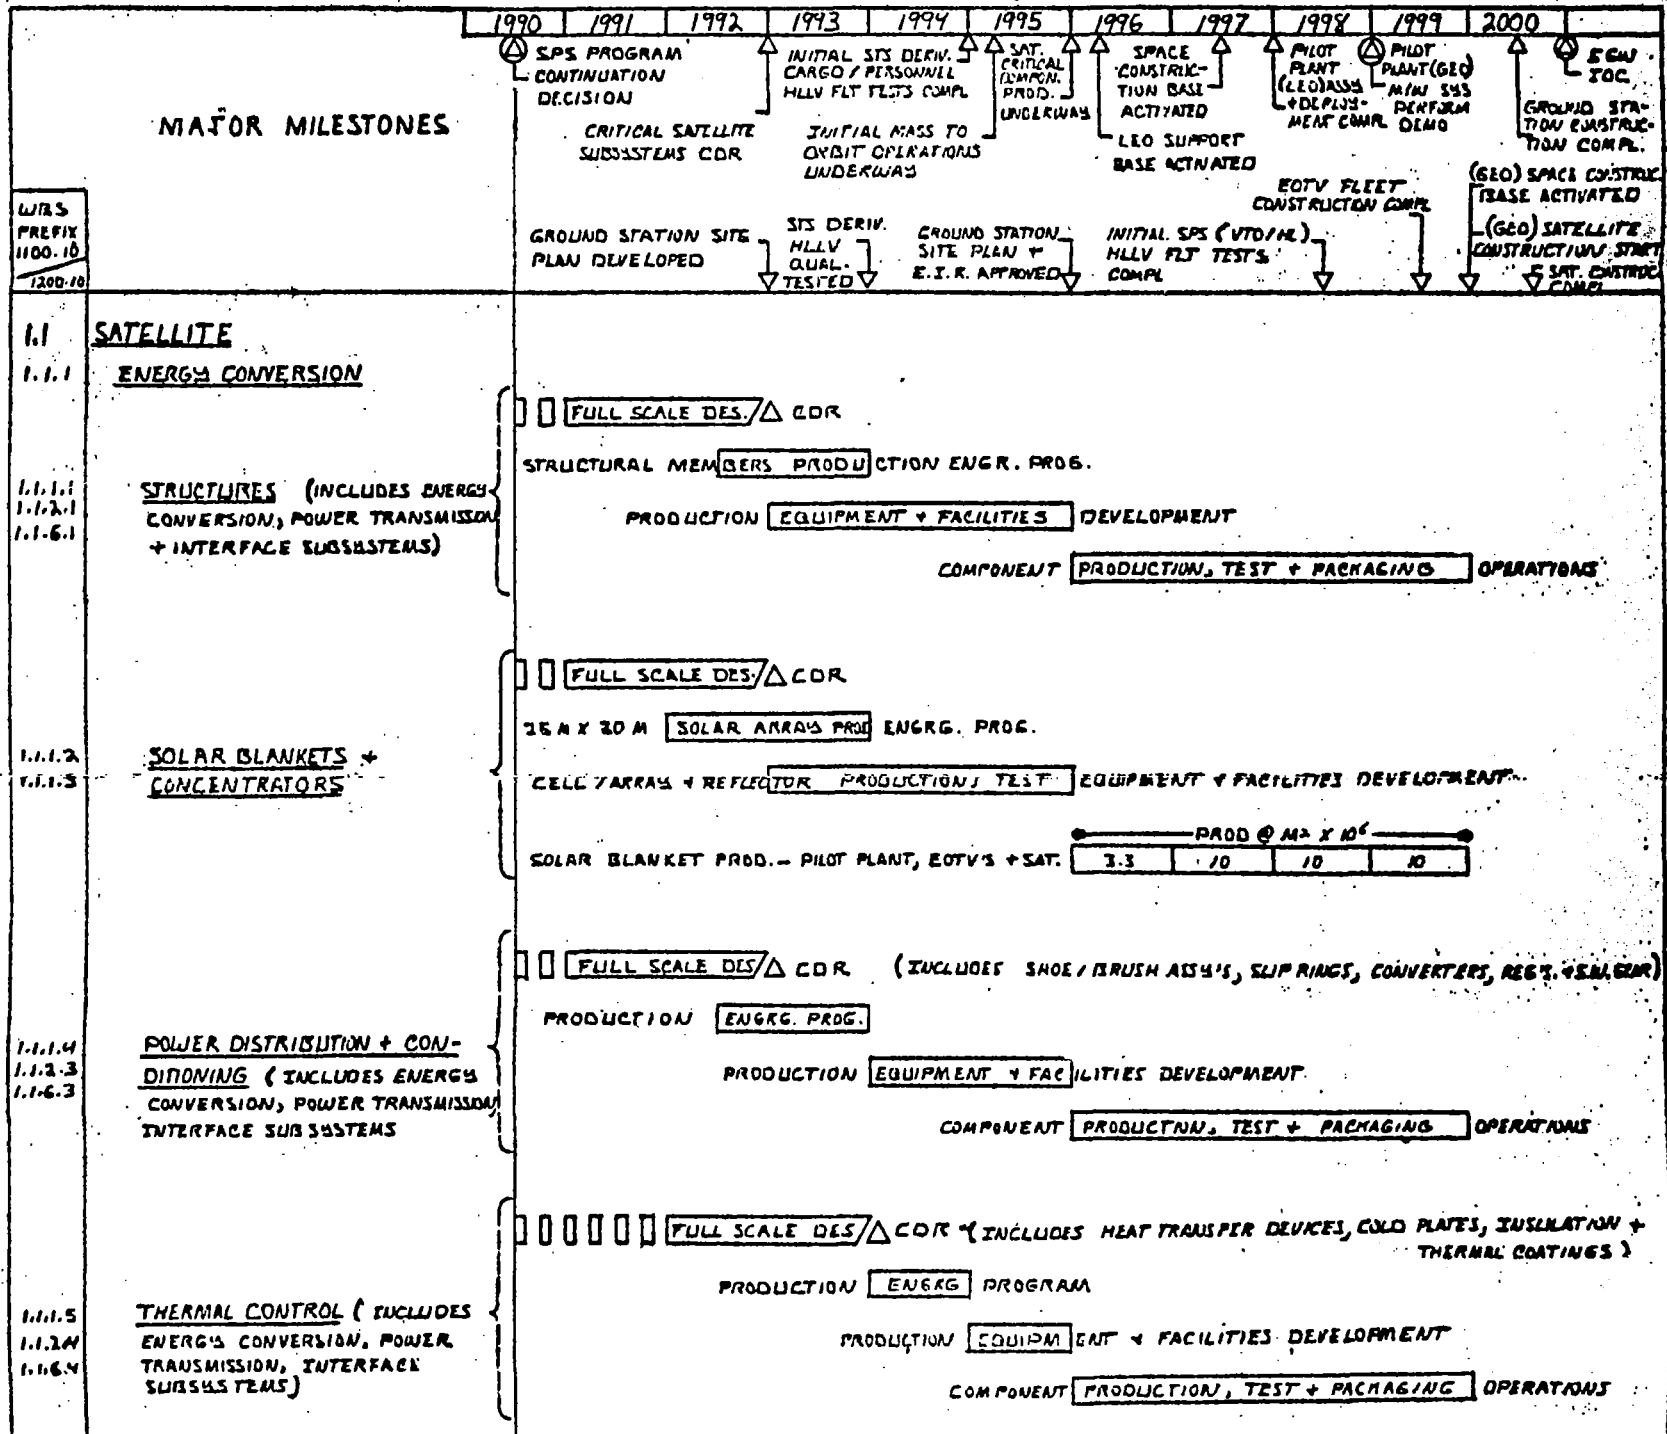 1990 1991 1992 1993 1994 1995 1996 1997 1998 1999 2000
MAJOR MILESTONES
SPS PROGRAM
CONTINUATION
DECISION
CRITICAL SATELLITE
SUBSYSTEMS CDR
INITIAL STS DERIV.
CARGO / PERSONNEL
HLLV FLT TESTS COMPL
INITIAL MASS TO
ORBIT OPERATIONS
UNDERWAY
SAT.
CRITICAL
COMPON.
PROD.
UNDERWAY
SPACE
CONSTRUC-
TION BASE
ACTIVATED
LEO SUPPORT
BASE ACTIVATED
PILOT
PLANT
(LEO) ASSY
+ DEPLOY-
MENT COMPL
PILOT
PLANT (GEO)
MIN SYS
PERFORM
DEMO
5 GW
IOC
GROUND STA-
TION CONSTRUC-
TION COMPL.
WBS
PREFIX
1100-10
1200-10
GROUND STATION SITE
PLAN DEVELOPED
STS DERIV.
HLLV
QUAL.
TESTED
GROUND STATION
SITE PLAN +
E.I.R. APPROVED
INITIAL SPS (VTO/HL)
HLLV FLT TESTS
COMPL
EOTV FLEET
CONSTRUCTION COMPL
(GEO) SPACE CONSTRUC.
BASE ACTIVATED
(GEO) SATELLITE
CONSTRUCTION START
SAT. CONSTRUC
COMPL
1.1 SATELLITE
1.1.1 ENERGY CONVERSION
FULL SCALE DES. CDR
STRUCTURAL MEMBERS PRODUCTION ENGR. PROG.
1.1.1.1 STRUCTURES (INCLUDES ENERGY
1.1.2.1 CONVERSION, POWER TRANSMISSION
1.1.6.1 + INTERFACE SUBSYSTEMS)
PRODUCTION EQUIPMENT + FACILITIES DEVELOPMENT
COMPONENT PRODUCTION, TEST + PACKAGING OPERATIONS
FULL SCALE DES. CDR
25 M X 20 M SOLAR ARRAY PROD ENGRG. PROG.
1.1.1.2 SOLAR BLANKETS +
1.1.1.3 CONCENTRATORS
CELL / ARRAY + REFLECTOR PRODUCTION, TEST EQUIPMENT + FACILITIES DEVELOPMENT
PROD @ M2 X 10⁶
SOLAR BLANKET PROD. - PILOT PLANT, EOTV'S + SAT. 3.3 10 10 10
FULL SCALE DES CDR (INCLUDES SHOE / BRUSH ASSY'S, SLIP RINGS, CONVERTERS, REG'S. + SW. GEAR)
PRODUCTION ENGRG. PROG.
1.1.1.4 POWER DISTRIBUTION + CON-
1.1.2.3 DITIONING (INCLUDES ENERGY
1.1.6.3 CONVERSION, POWER TRANSMISSION
INTERFACE SUBSYSTEMS
PRODUCTION EQUIPMENT + FACILITIES DEVELOPMENT
COMPONENT PRODUCTN, TEST + PACKAGING OPERATIONS
FULL SCALE DES CDR (INCLUDES HEAT TRANSFER DEVICES, COLD PLATES, INSULATION +
THERMAL COATINGS)
PRODUCTION ENGRG PROGRAM
1.1.1.5 THERMAL CONTROL (INCLUDES
1.1.2.4 ENERGY CONVERSION, POWER
1.1.6.4 TRANSMISSION, INTERFACE
SUBSYSTEMS)
PRODUCTION EQUIPMENT + FACILITIES DEVELOPMENT
COMPONENT PRODUCTION, TEST + PACKAGING OPERATIONS